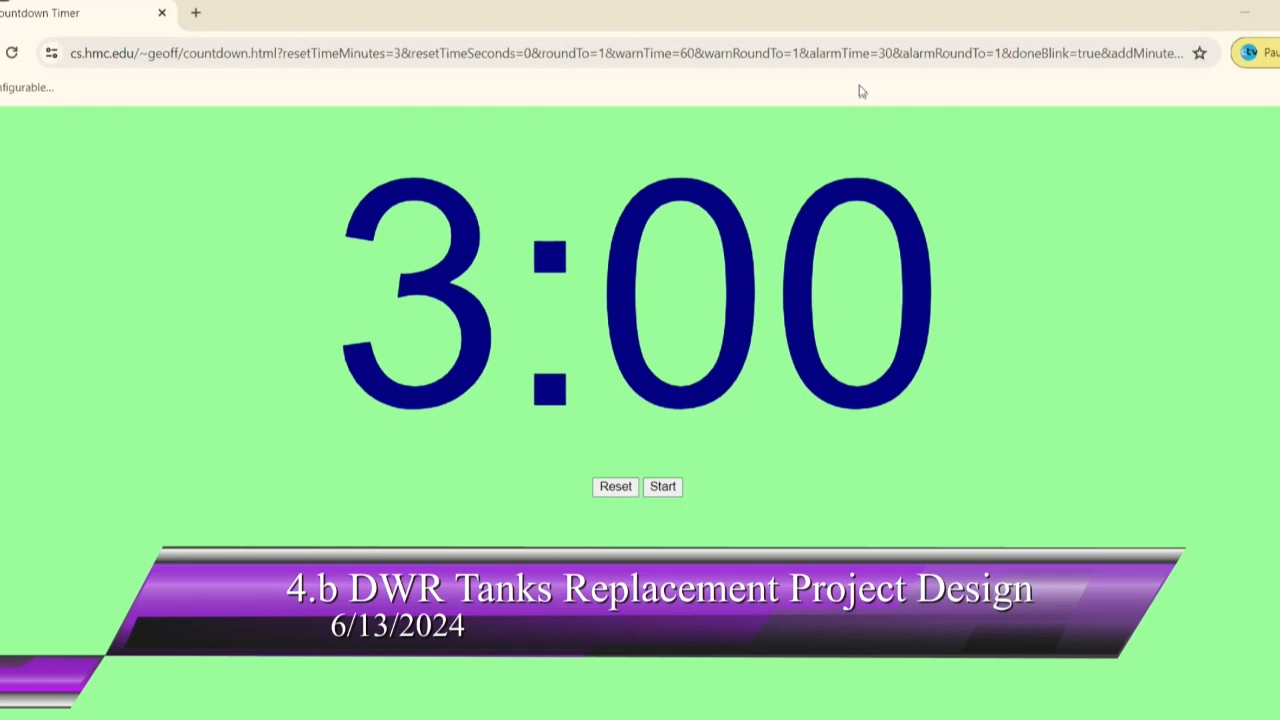 ountdown Timer
cs.hmc.edu/~geoff/countdown.html?resetTimeMinutes=3&resetTimeSeconds=0&roundTo=1&warnTime=60&warnRoundTo=1&alarmTime=30&alarmRoundTo=1&doneBlink=true&addMinute...
tv Pau
nfigurable...
3:00
Reset Start
4.b DWR Tanks Replacement Project Design
6/13/2024